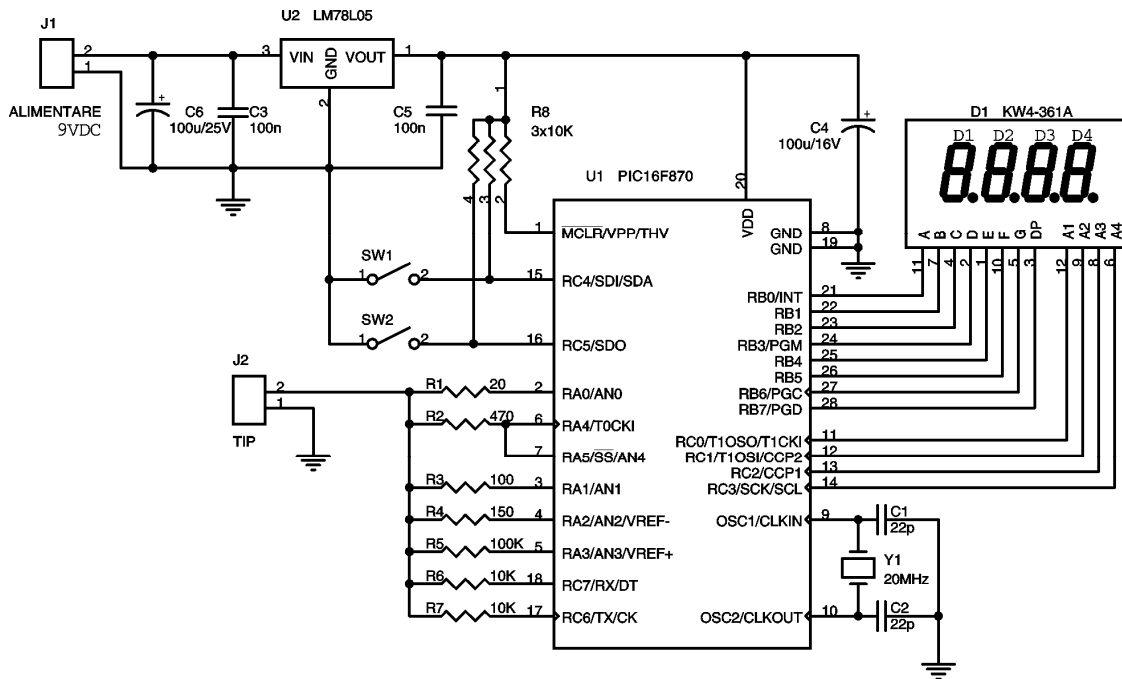 J1
2
1
ALIMENTARE
9VDC
C6
100u/25V
C3
100n
U2 LM78L05
3
VIN
GND
VOUT
1
2
C5
100n
1
R8
3x10K
4
3
2
C4
100u/16V
D1 KW4-361A
D1 D2 D3 D4
8.8.8.8.
A B C D E F G DP A1 A2 A3 A4
11 7 4 2 1 10 5 3 12 9 8 6
U1 PIC16F870
20
VDD
1 MCLR/VPP/THV
GND 8
GND 19
SW1
1 2
15 RC4/SDI/SDA
SW2
1 2
16 RC5/SDO
RB0/INT 21
RB1 22
RB2 23
RB3/PGM 24
RB4 25
RB5 26
RB6/PGC 27
RB7/PGD 28
J2
2
1
TIP
R1 20 2 RA0/AN0
R2 470 6 RA4/T0CKI
7 RA5/SS/AN4
R3 100 3 RA1/AN1
R4 150 4 RA2/AN2/VREF-
R5 100K 5 RA3/AN3/VREF+
R6 10K 18 RC7/RX/DT
R7 10K 17 RC6/TX/CK
RC0/T1OSO/T1CKI 11
RC1/T1OSI/CCP2 12
RC2/CCP1 13
RC3/SCK/SCL 14
OSC1/CLKIN 9
C1
22p
Y1
20MHz
OSC2/CLKOUT 10
C2
22p